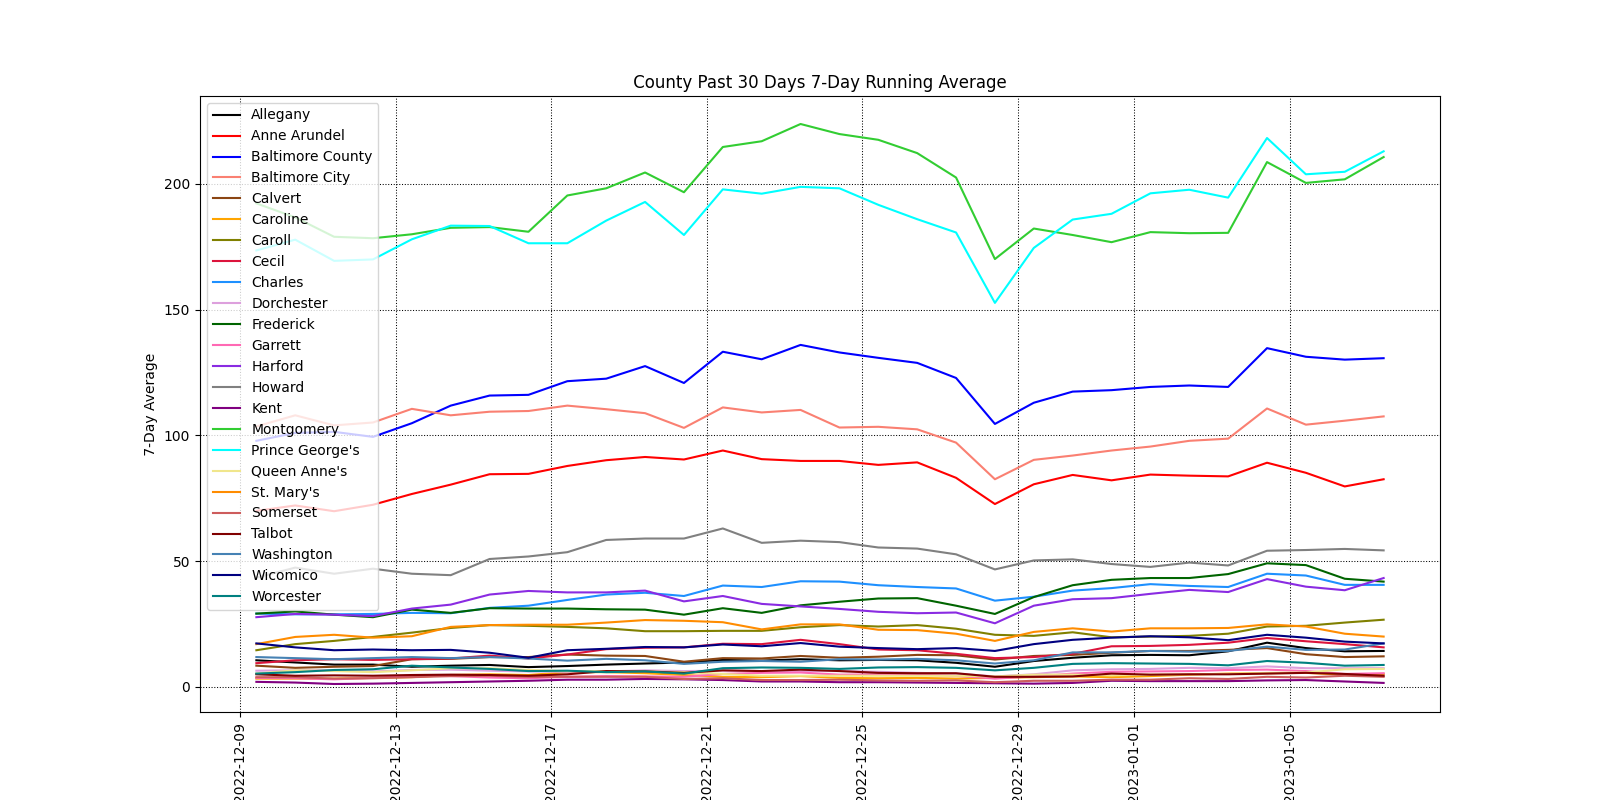 County Past 30 Days 7-Day Running Average
7-Day Average
200
150
100
50
0
Allegany
Anne Arundel
Baltimore County
Baltimore City
Calvert
Caroline
Caroll
Cecil
Charles
Dorchester
Frederick
Garrett
Harford
Howard
Kent
Montgomery
Prince George's
Queen Anne's
St. Mary's
Somerset
Talbot
Washington
Wicomico
Worcester
2022-12-09
2022-12-13
2022-12-17
2022-12-21
2022-12-25
2022-12-29
2023-01-01
2023-01-05